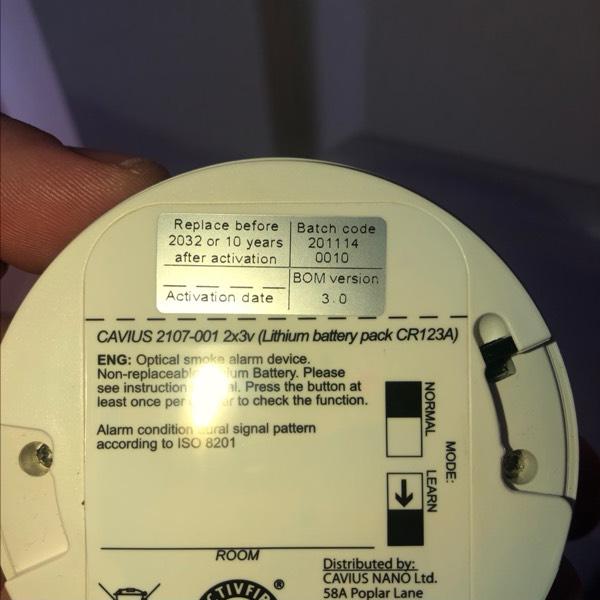 Replace before
2032 or 10 years
after activation
Activation date
Batch code
201114
0010
BOM version
3.0
CAVIUS 2107-001 2x3v (Lithium battery pack CR123A)
ENG: Optical smoke alarm device.
Non-replaceable Battery. Please
see instruction Press the button at
least once per to check the function.
Alarm condition signal pattern
according to ISO 8201
NORMAL
MODE:
LEARN
ROOM
Distributed by:
CAVIUS NANO Ltd.
58A Poplar Lane